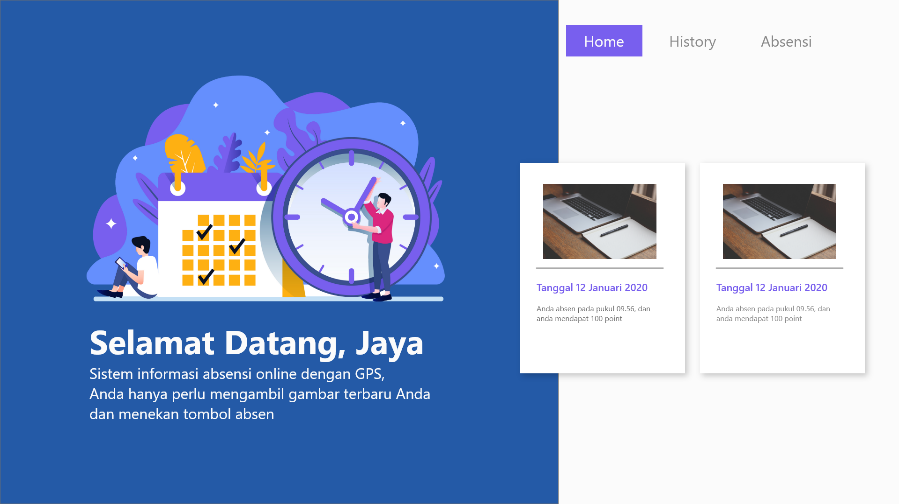 Home
History
Absensi
Selamat Datang, Jaya
Sistem informasi absensi online dengan GPS,
Anda hanya perlu mengambil gambar terbaru Anda
dan menekan tombol absen
Tanggal 12 Januari 2020
Anda absen pada pukul 09.56, dan
anda mendapat 100 point
Tanggal 12 Januari 2020
Anda absen pada pukul 09.56, dan
anda mendapat 100 point